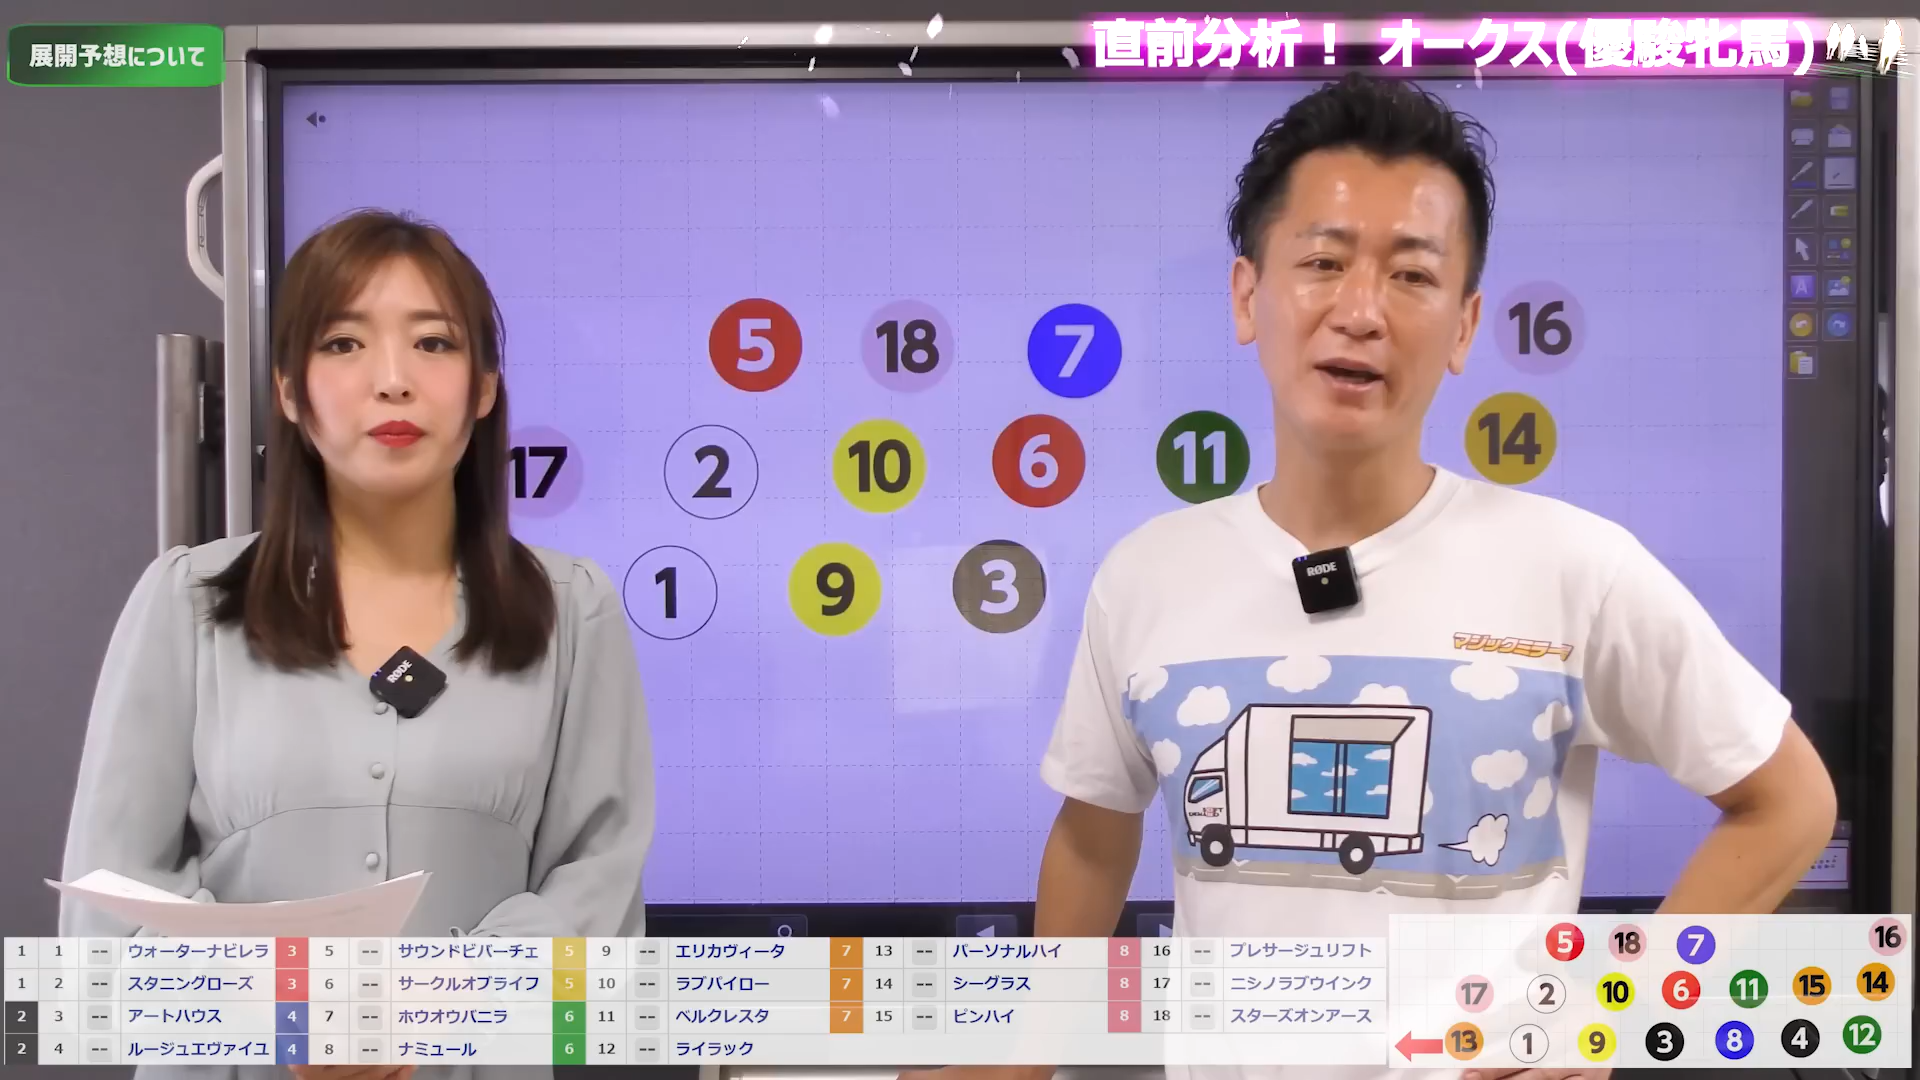 展開予想について
直前分析！ オークス(優駿牝馬)
5 18 7 16
17 2 10 6 11 14
1 9 3
RØDE
RØDE
マジックミラー
1 1 -- ウォーターナビレラ 3 5 -- サウンドビバーチェ 5 9 -- エリカヴィータ 7 13 -- パーソナルハイ 8 16 -- プレサージュリフト
1 2 -- スタニングローズ 3 6 -- サークルオブライフ 5 10 -- ラブパイロー 7 14 -- シーグラス 8 17 -- ニシノラブウインク
2 3 -- アートハウス 4 7 -- ホウオウバニラ 6 11 -- ベルクレスタ 7 15 -- ピンハイ 8 18 -- スターズオンアース
2 4 -- ルージュエヴァイユ 4 8 -- ナミュール 6 12 -- ライラック
5 18 7 16
17 2 10 6 11 15 14
13 1 9 3 8 4 12